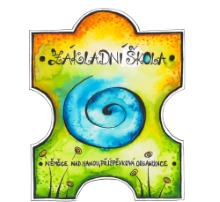 ZÁKLADNÍ ŠKOLA
NĚMČICE NAD HANOU, PŘÍSPĚVKOVÁ ORGANIZACE